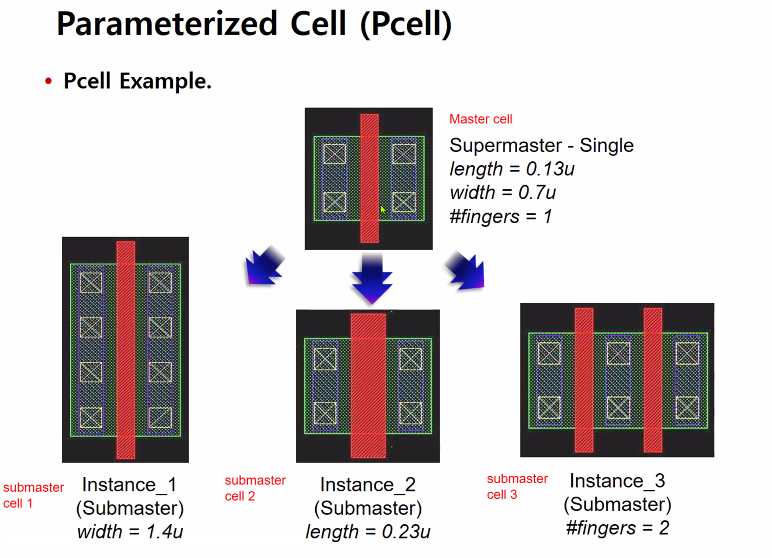 Parameterized Cell (Pcell)
• Pcell Example.
Master cell
Supermaster - Single
length = 0.13u
width = 0.7u
#fingers = 1
submaster
cell 1
Instance_1
(Submaster)
width = 1.4u
submaster
cell 2
Instance_2
(Submaster)
length = 0.23u
submaster
cell 3
Instance_3
(Submaster)
#fingers = 2